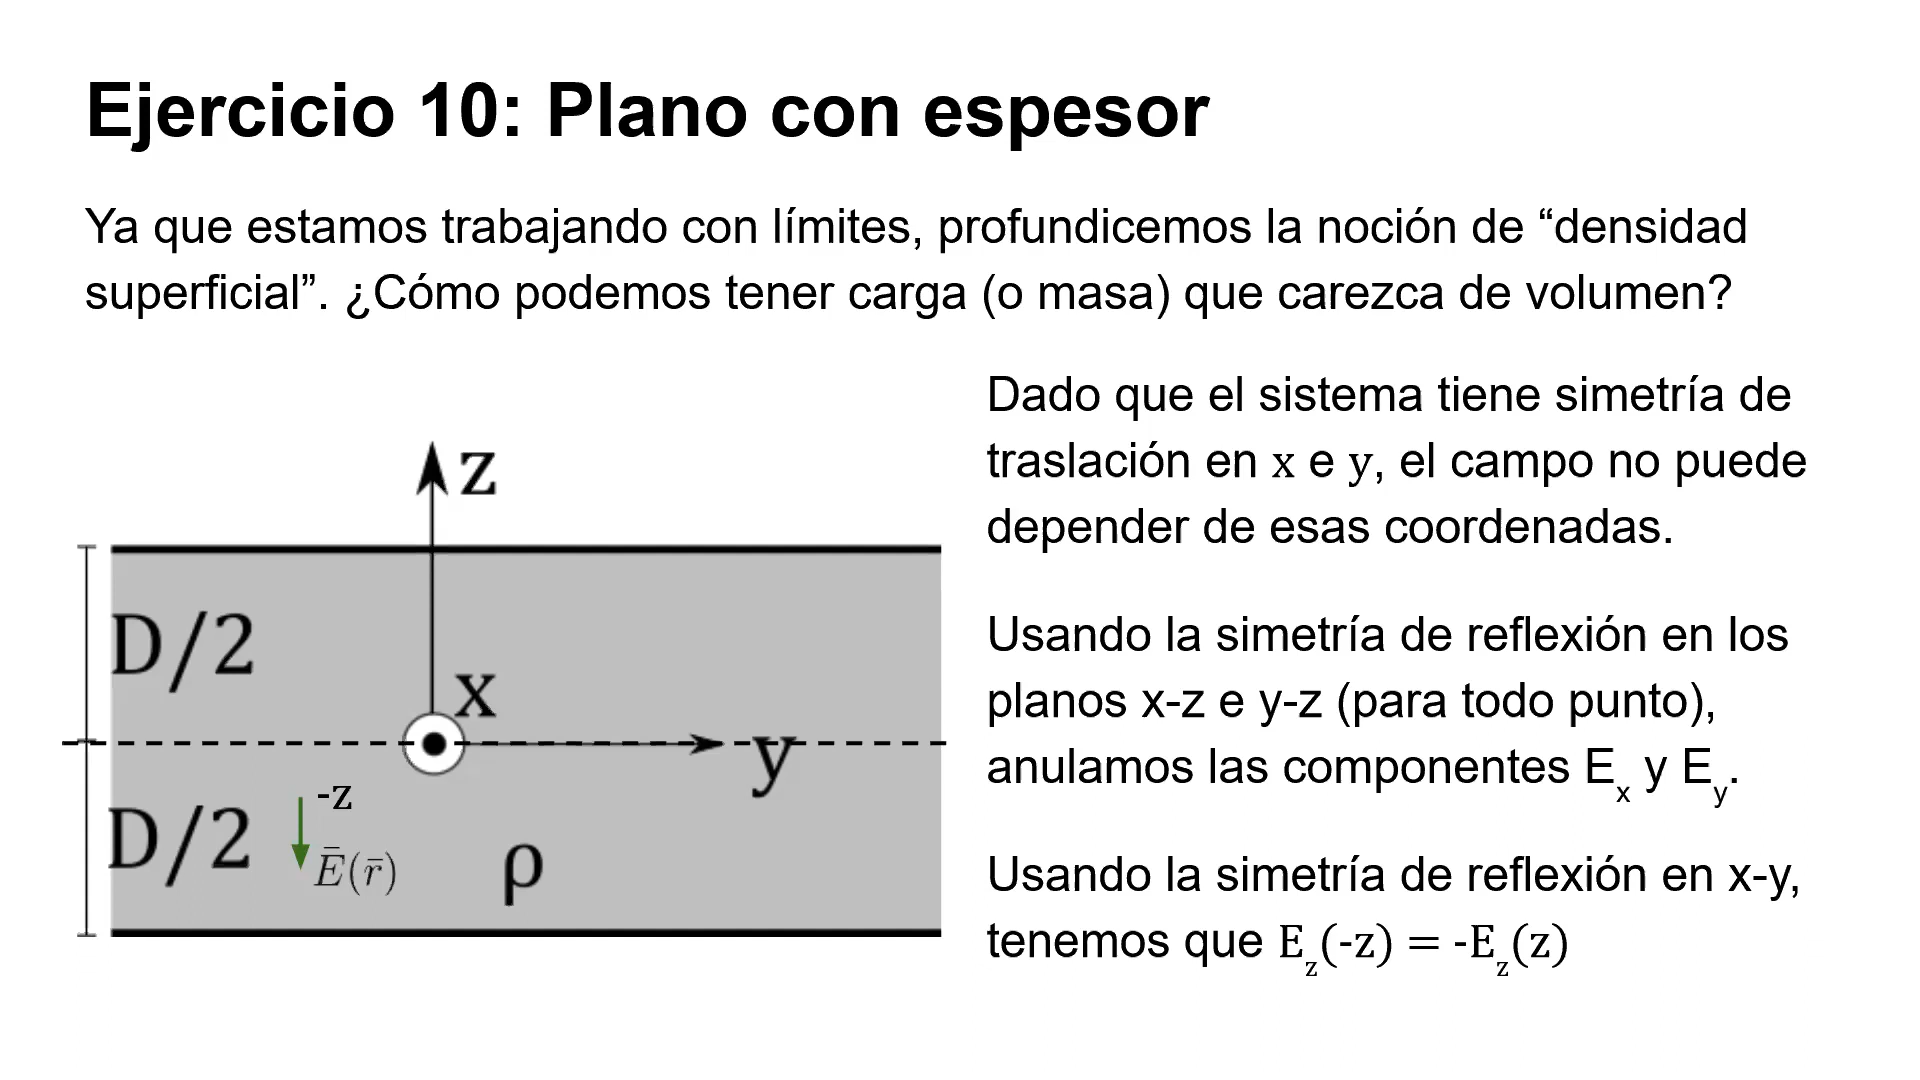 Ejercicio 10: Plano con espesor
Ya que estamos trabajando con límites, profundicemos la noción de “densidad
superficial”. ¿Cómo podemos tener carga (o masa) que carezca de volumen?
Dado que el sistema tiene simetría de
traslación en x e y, el campo no puede
depender de esas coordenadas.
Usando la simetría de reflexión en los
planos x-z e y-z (para todo punto),
anulamos las componentes Eₓ y E_y.
Usando la simetría de reflexión en x-y,
tenemos que E_z(-z) = -E_z(z)
z
D/2
x
y
-z
D/2
Ē(r̄)
ρ